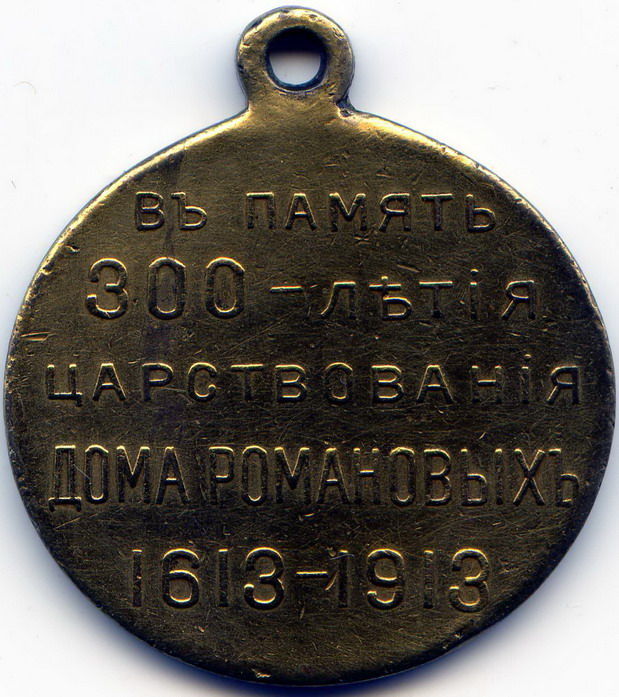 ВЪ ПАМЯТЬ
300-ЛѢТІЯ
ЦАРСТВОВАНІЯ
ДОМА РОМАНОВЫХЪ
1613-1913